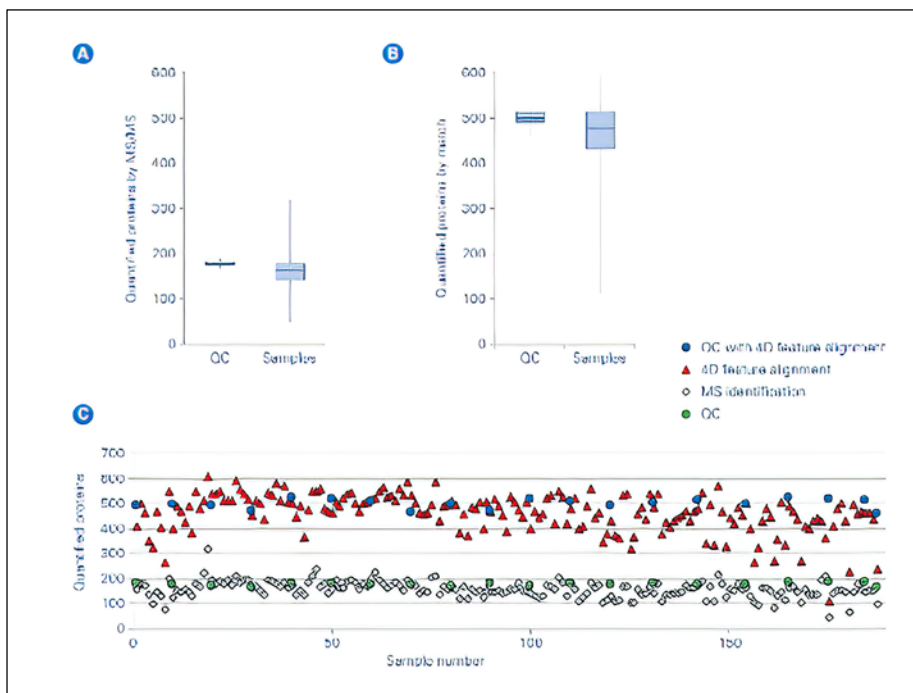 A
B
600
500
400
300
200
100
0
Quantified proteins by MS/MS
QC
Samples
600
500
400
300
200
100
0
Quantified proteins by match
QC
Samples
QC with 4D feature alignment
4D feature alignment
MS identification
QC
C
700
600
500
400
300
200
100
0
Quantified proteins
0
50
100
150
Sample number